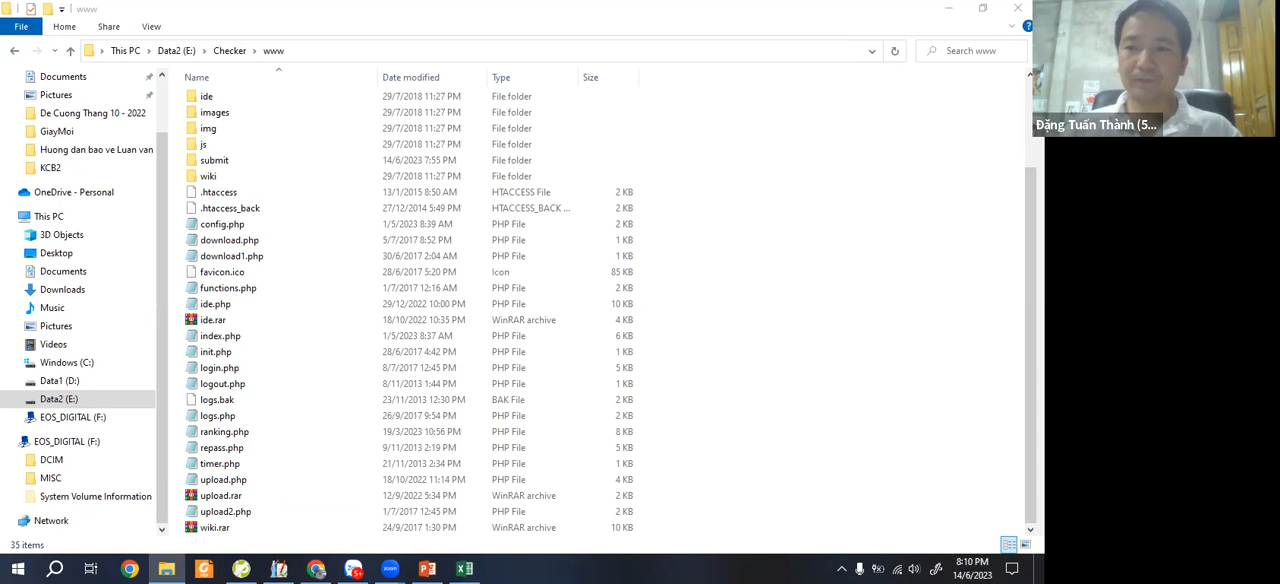 www
File Home Share View
This PC Data2 (E:) Checker www
Search www
Documents
Pictures
De Cuong Thang 10 - 2022
GiayMoi
Huong dan bao ve Luan van
KCB2
OneDrive - Personal
This PC
3D Objects
Desktop
Documents
Downloads
Music
Pictures
Videos
Windows (C:)
Data1 (D:)
Data2 (E:)
EOS_DIGITAL (F:)
EOS_DIGITAL (F:)
DCIM
MISC
System Volume Information
Network
Name Date modified Type Size
ide 29/7/2018 11:27 PM File folder
images 29/7/2018 11:27 PM File folder
img 29/7/2018 11:27 PM File folder
js 29/7/2018 11:27 PM File folder
submit 14/6/2023 7:55 PM File folder
wiki 29/7/2018 11:27 PM File folder
.htaccess 13/1/2015 8:50 AM HTACCESS File 2 KB
.htaccess_back 27/12/2014 5:49 PM HTACCESS_BACK ... 2 KB
config.php 1/5/2023 8:39 AM PHP File 2 KB
download.php 5/7/2017 8:52 PM PHP File 1 KB
download1.php 30/6/2017 2:04 AM PHP File 1 KB
favicon.ico 28/6/2017 5:20 PM Icon 85 KB
functions.php 1/7/2017 12:16 AM PHP File 2 KB
ide.php 29/12/2022 10:00 PM PHP File 10 KB
ide.rar 18/10/2022 10:35 PM WinRAR archive 4 KB
index.php 1/5/2023 8:37 AM PHP File 6 KB
init.php 28/6/2017 4:42 PM PHP File 1 KB
login.php 8/7/2017 12:45 PM PHP File 5 KB
logout.php 8/11/2013 1:44 PM PHP File 1 KB
logs.bak 23/11/2013 12:30 PM BAK File 2 KB
logs.php 26/9/2017 9:54 PM PHP File 2 KB
ranking.php 19/3/2023 10:56 PM PHP File 8 KB
repass.php 9/11/2013 2:19 PM PHP File 5 KB
timer.php 21/11/2013 2:34 PM PHP File 1 KB
upload.php 18/10/2022 11:14 PM PHP File 4 KB
upload.rar 12/9/2022 5:34 PM WinRAR archive 2 KB
upload2.php 1/7/2017 12:45 PM PHP File 2 KB
wiki.rar 24/9/2017 1:30 PM WinRAR archive 10 KB
35 items
Đặng Tuấn Thành (5...
zoom
8:10 PM
14/6/2023